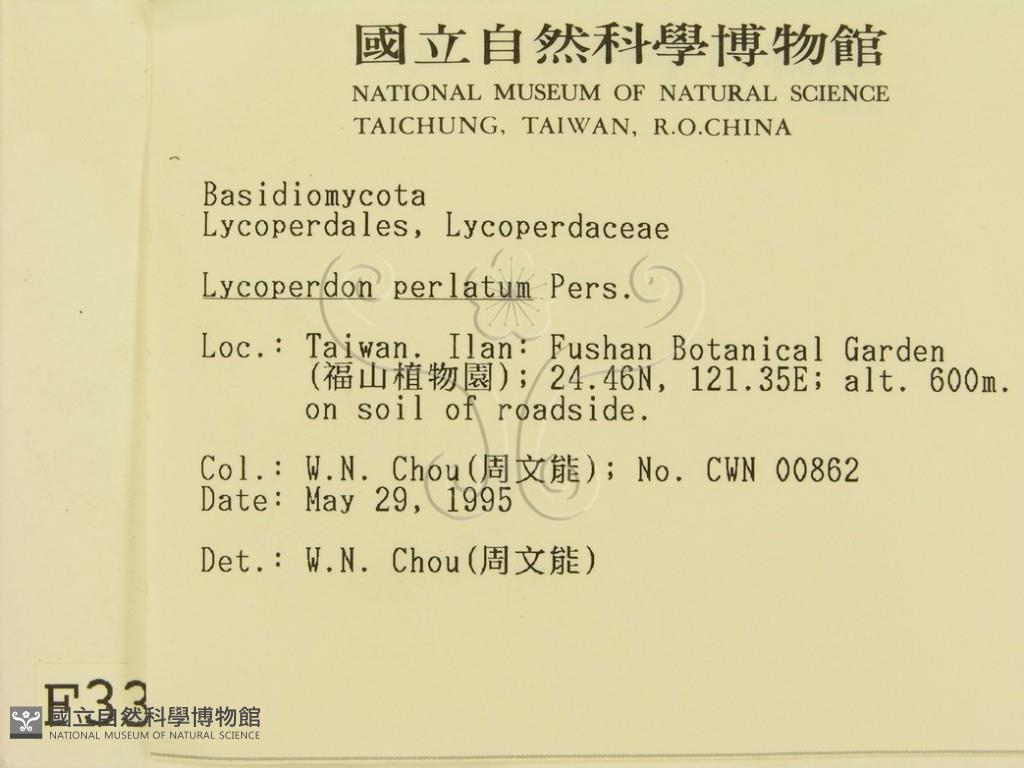 國立自然科學博物館
NATIONAL MUSEUM OF NATURAL SCIENCE
TAICHUNG, TAIWAN, R.O.CHINA
Basidiomycota
Lycoperdales, Lycoperdaceae
Lycoperdon perlatum Pers.
Loc.: Taiwan. Ilan: Fushan Botanical Garden
(福山植物園); 24.46N, 121.35E; alt. 600m.
on soil of roadside.
Col.: W.N. Chou(周文能); No. CWN 00862
Date: May 29, 1995
Det.: W.N. Chou(周文能)
F33
國立自然科學博物館
NATIONAL MUSEUM OF NATURAL SCIENCE